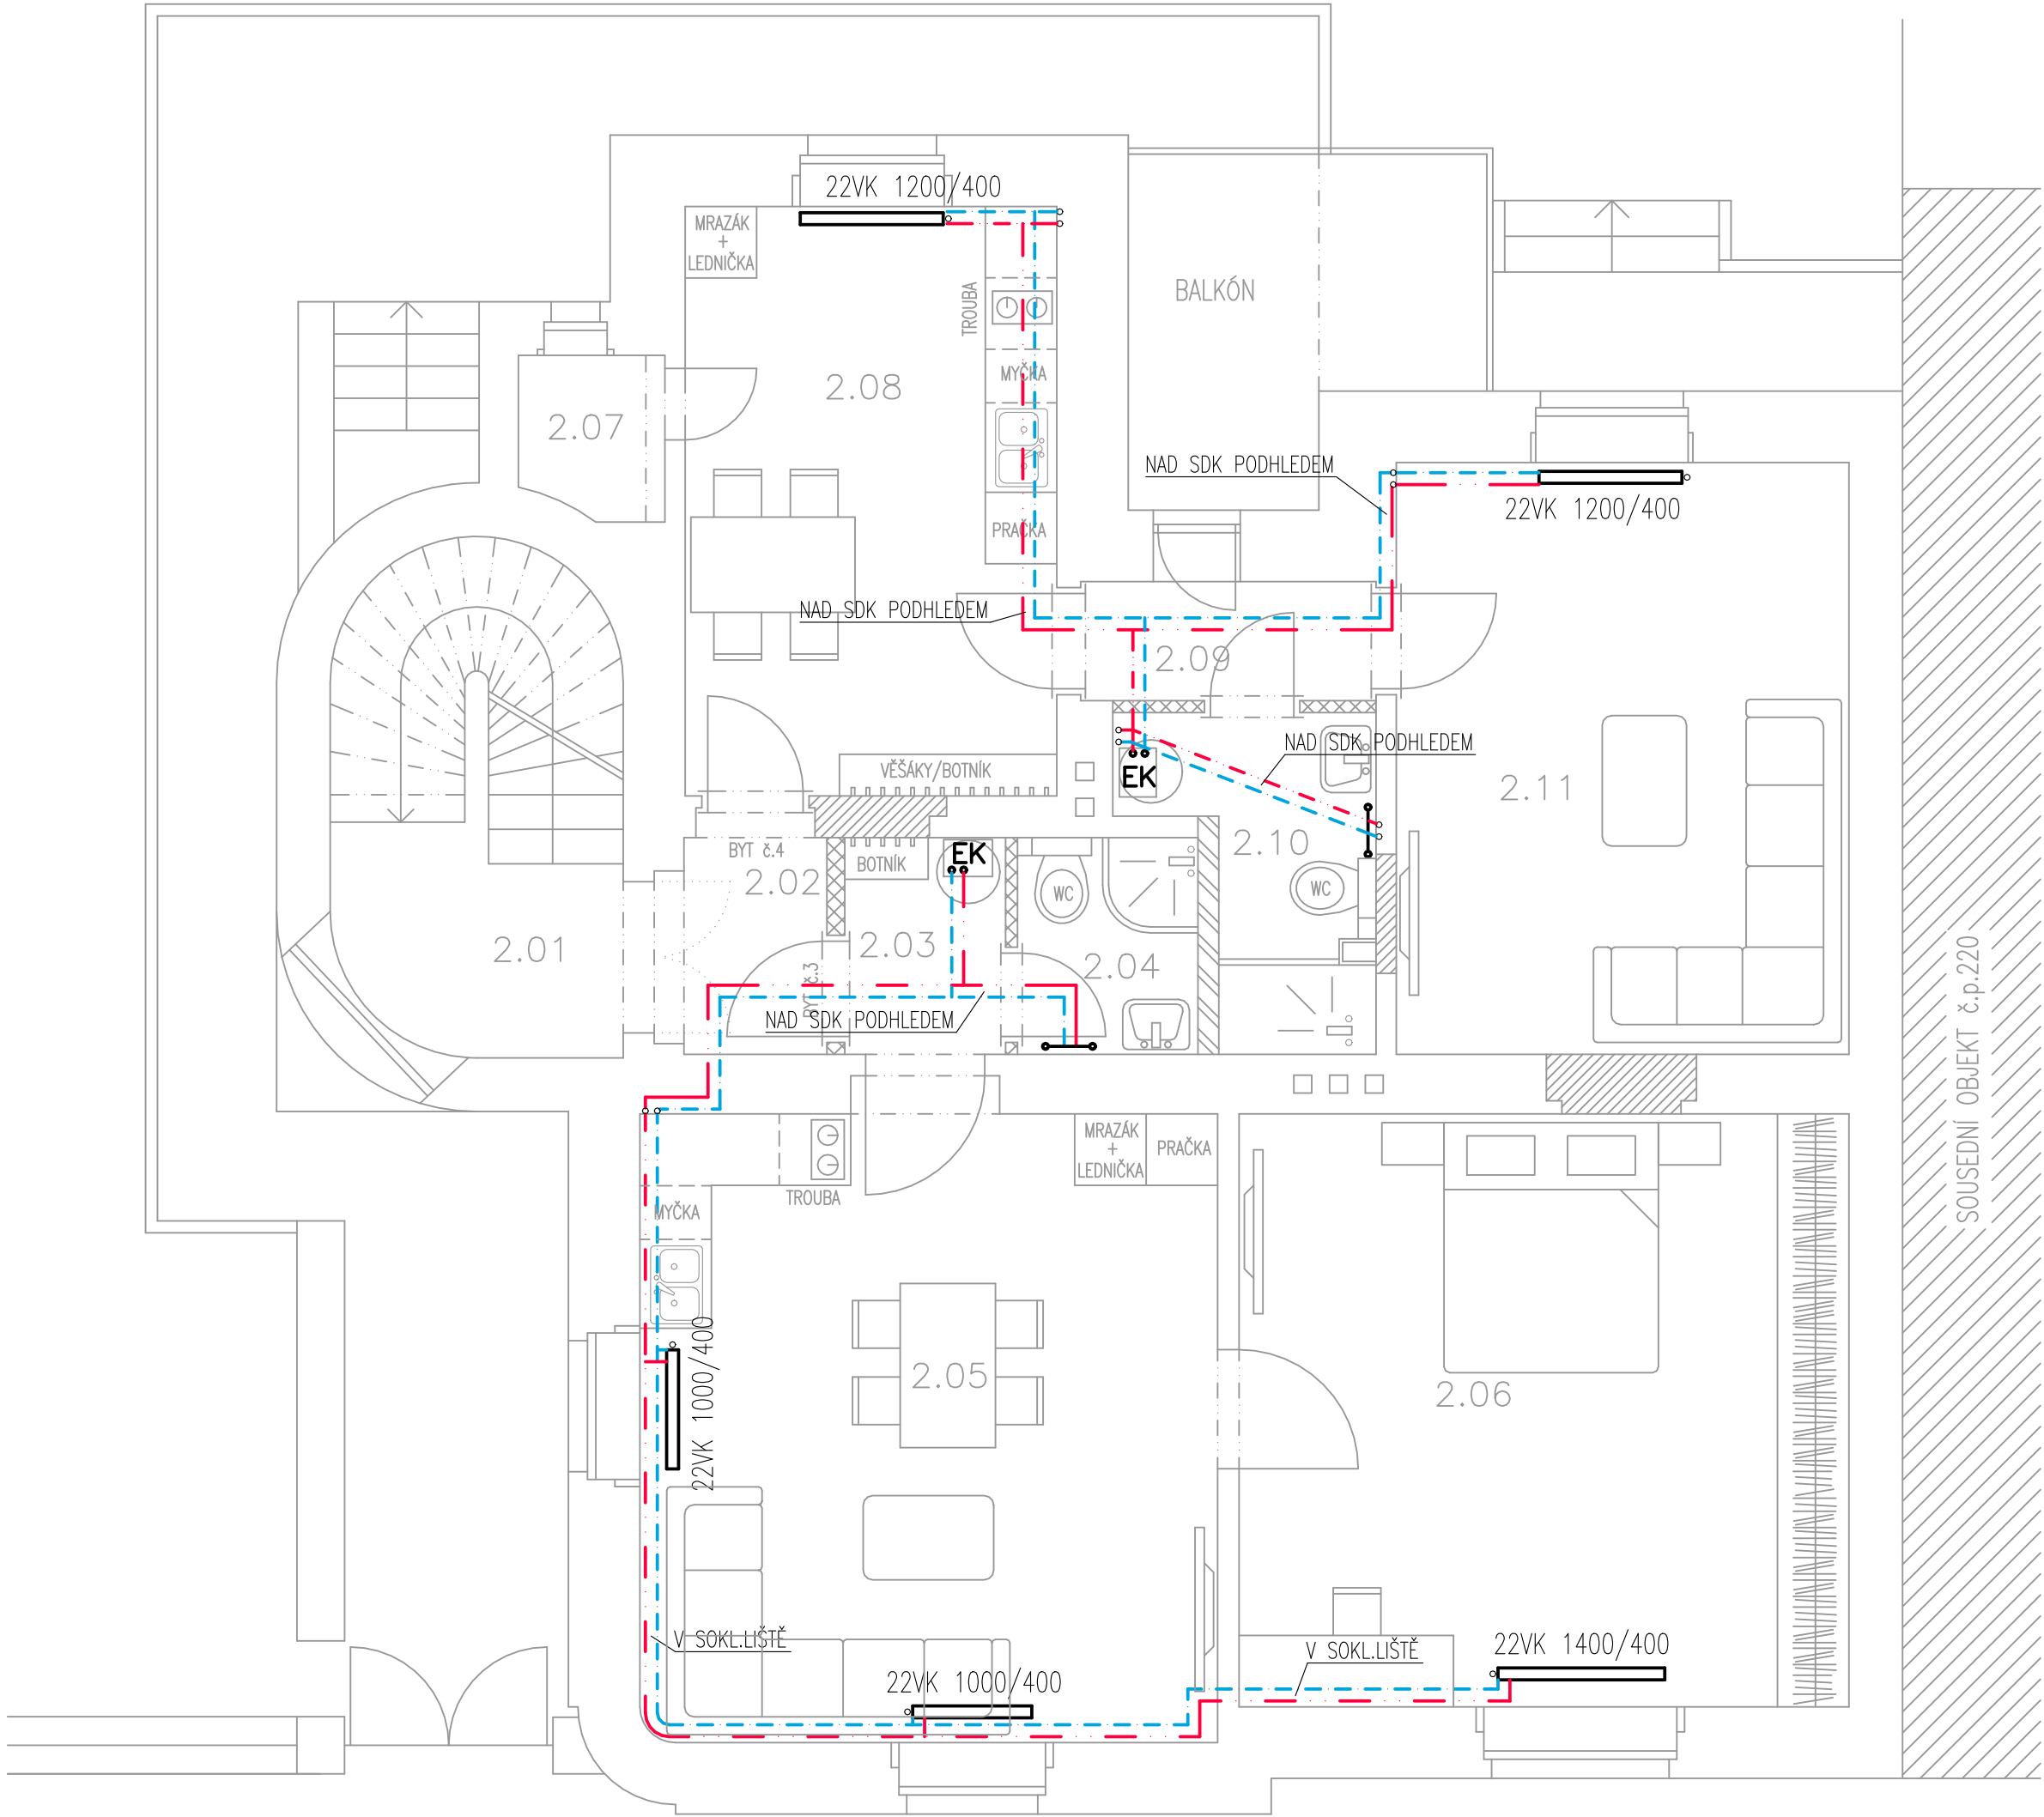 22VK 1200/400
MRAZÁK
+
LEDNIČKA
TROUBA
BALKÓN
MYČKA
2.08
2.07
NAD SDK PODHLEDEM
22VK 1200/400
PRAČKA
NAD SDK PODHLEDEM
2.09
NAD SDK PODHLEDEM
VĚŠÁKY/BOTNÍK
EK
2.11
2.10
BYT č.4
BOTNÍK
EK
2.02
WC
WC
2.01
2.03
2.04
BYT č.3
NAD SDK PODHLEDEM
SOUSEDNÍ OBJEKT č.p.220
MRAZÁK
+
LEDNIČKA
PRAČKA
TROUBA
MYČKA
22VK 1000/400
2.05
2.06
V SOKL.LIŠTĚ
V SOKL.LIŠTĚ
22VK 1400/400
22VK 1000/400